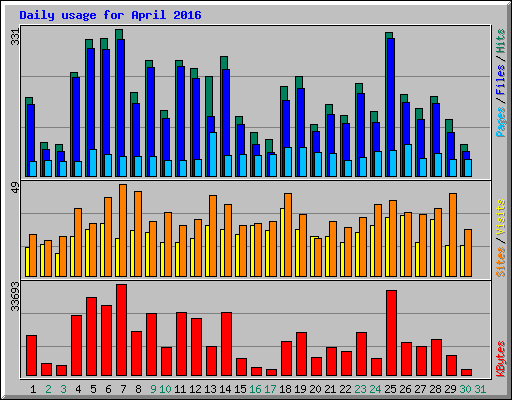 Daily usage for April 2016
331
Pages / Files / Hits
49
Sites / Visits
33693
KBytes
1 2 3 4 5 6 7 8 9 10 11 12 13 14 15 16 17 18 19 20 21 22 23 24 25 26 27 28 29 30 31